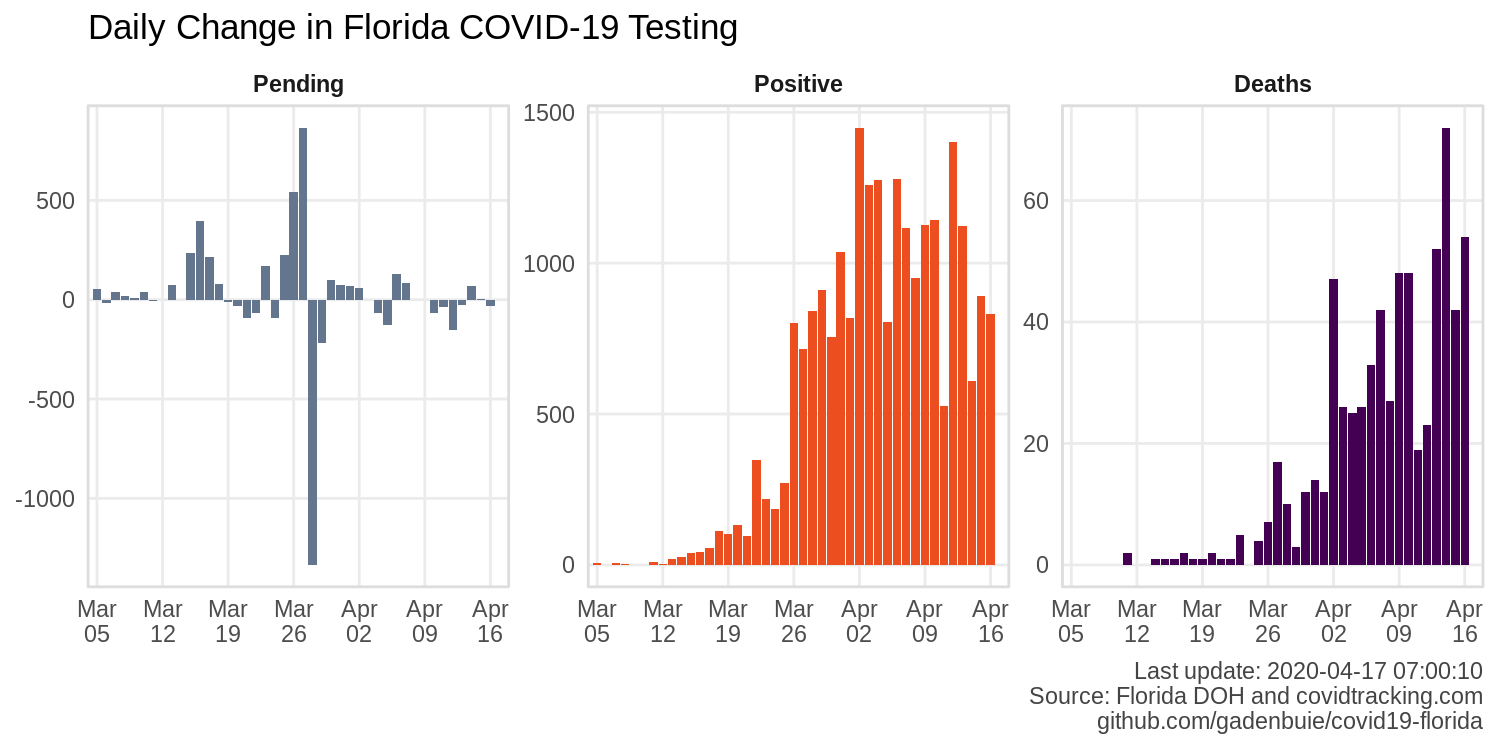 Daily Change in Florida COVID-19 Testing
Pending
Positive
Deaths
500
0
-500
-1000
Mar 05
Mar 12
Mar 19
Mar 26
Apr 02
Apr 09
Apr 16
1500
1000
500
0
Mar 05
Mar 12
Mar 19
Mar 26
Apr 02
Apr 09
Apr 16
60
40
20
0
Mar 05
Mar 12
Mar 19
Mar 26
Apr 02
Apr 09
Apr 16
Last update: 2020-04-17 07:00:10
Source: Florida DOH and covidtracking.com
github.com/gadenbuie/covid19-florida